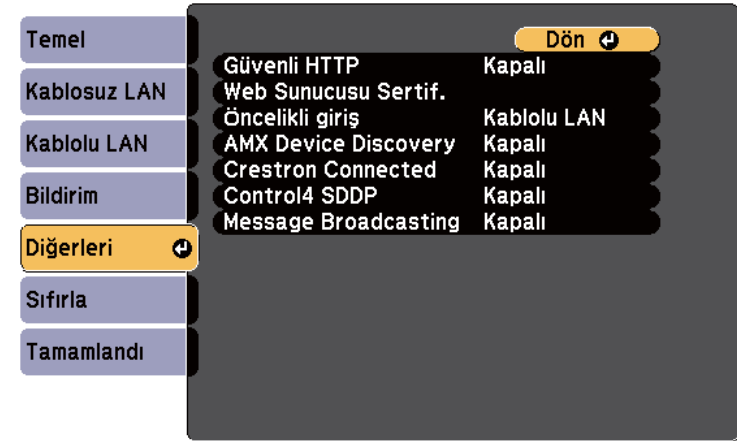 Temel
Kablosuz LAN
Kablolu LAN
Bildirim
Diğerleri
Sıfırla
Tamamlandı
Dön
Güvenli HTTP Kapalı
Web Sunucusu Sertif.
Öncelikli giriş Kablolu LAN
AMX Device Discovery Kapalı
Crestron Connected Kapalı
Control4 SDDP Kapalı
Message Broadcasting Kapalı